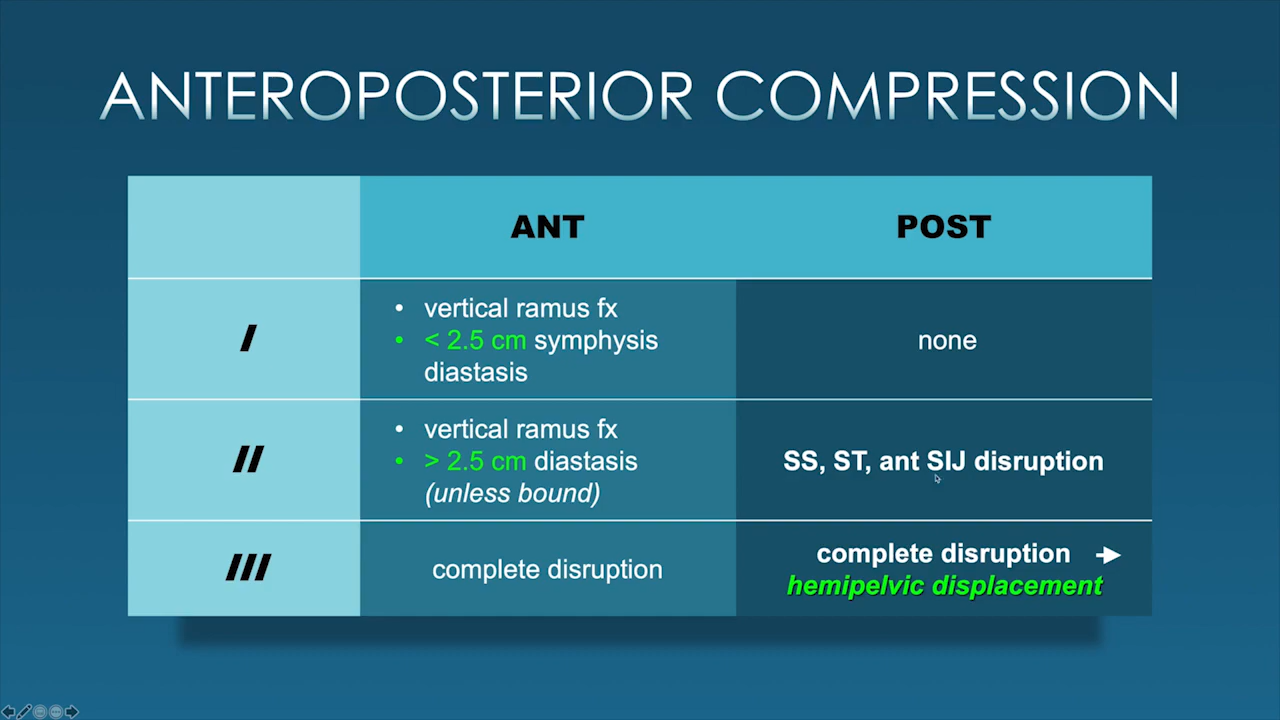 ANTEROPOSTERIOR COMPRESSION
ANT
POST
I
• vertical ramus fx
• < 2.5 cm symphysis
diastasis
none
II
• vertical ramus fx
• > 2.5 cm diastasis
(unless bound)
SS, ST, ant SIJ disruption
III
complete disruption
complete disruption →
hemipelvic displacement